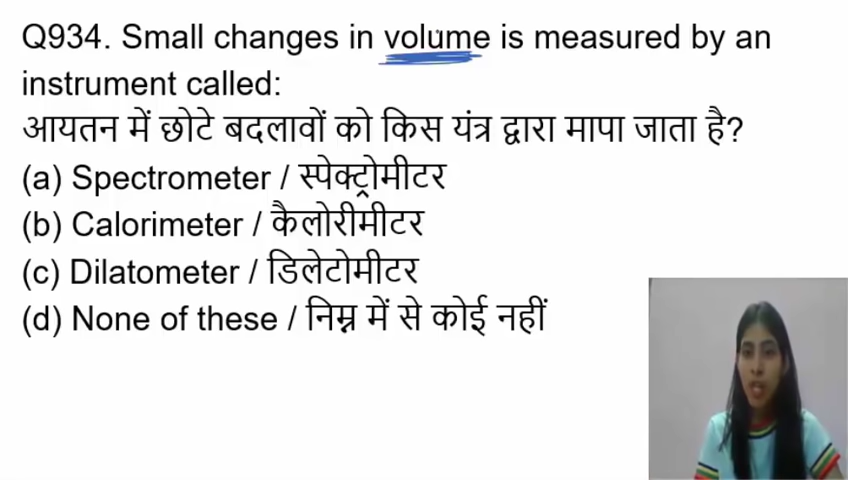 Q934. Small changes in volume is measured by an
instrument called:
आयतन में छोटे बदलावों को किस यंत्र द्वारा मापा जाता है?
(a) Spectrometer / स्पेक्ट्रोमीटर
(b) Calorimeter / कैलोरीमीटर
(c) Dilatometer / डिलेटोमीटर
(d) None of these / निम्न में से कोई नहीं